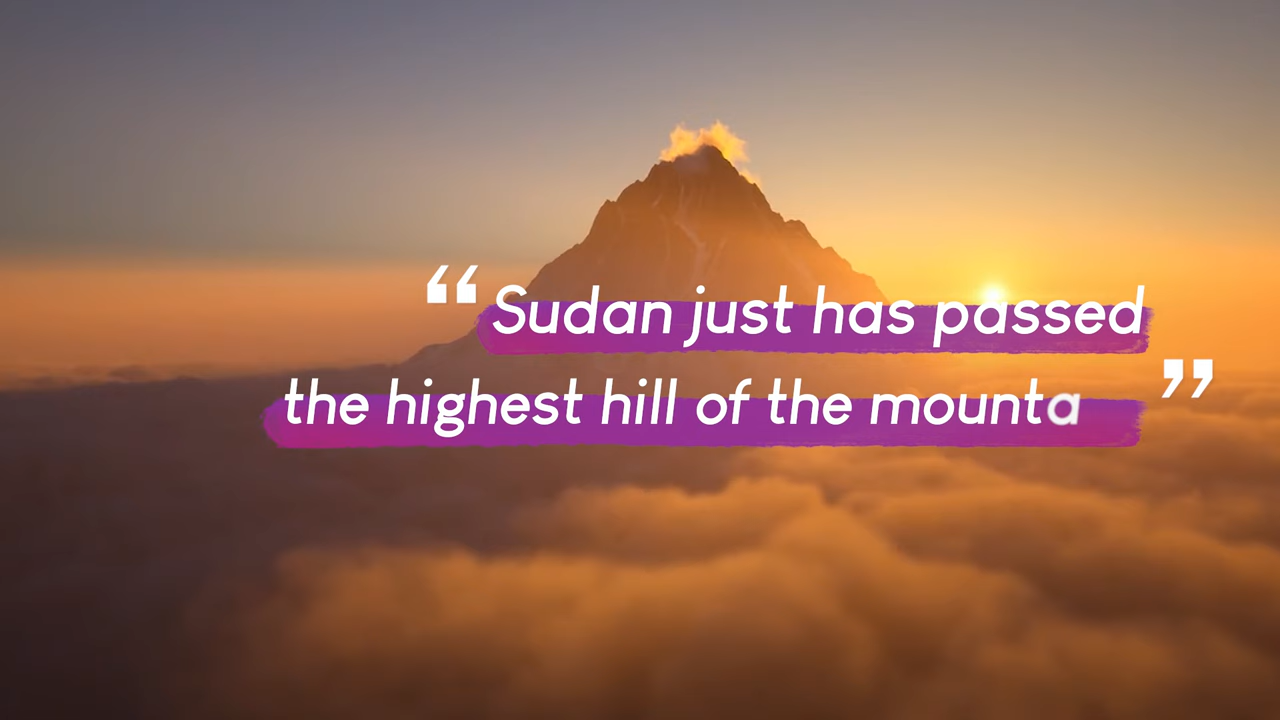 “Sudan just has passed
the highest hill of the mounta”